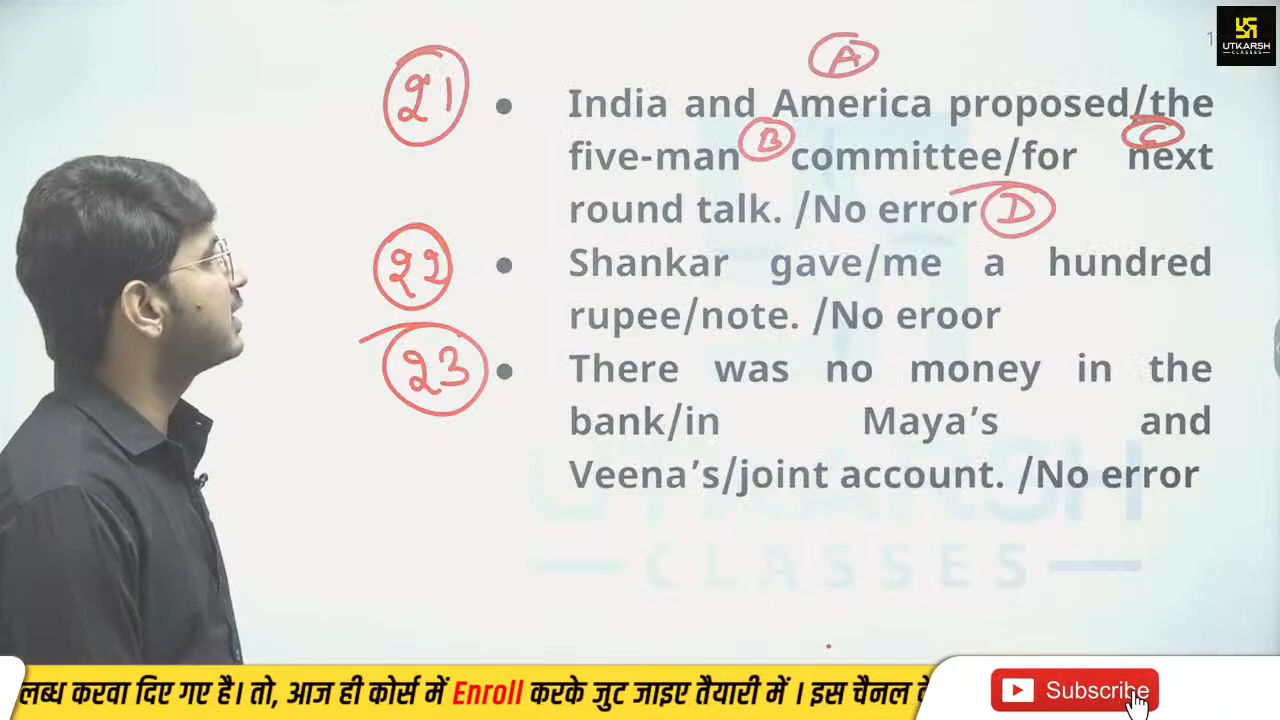 UTKARSH
CLASSES
A
21 • India and America proposed/the
B C
five-man committee/for next
round talk. /No error D
22 • Shankar gave/me a hundred
rupee/note. /No eroor
23 • There was no money in the
bank/in Maya's and
Veena's/joint account. /No error
UTKARSH
CLASSES
लब्ध करवा दिए गए है। तो, आज ही कोर्स में Enroll करके जुट जाइए तैयारी में । इस चैनल
Subscribe